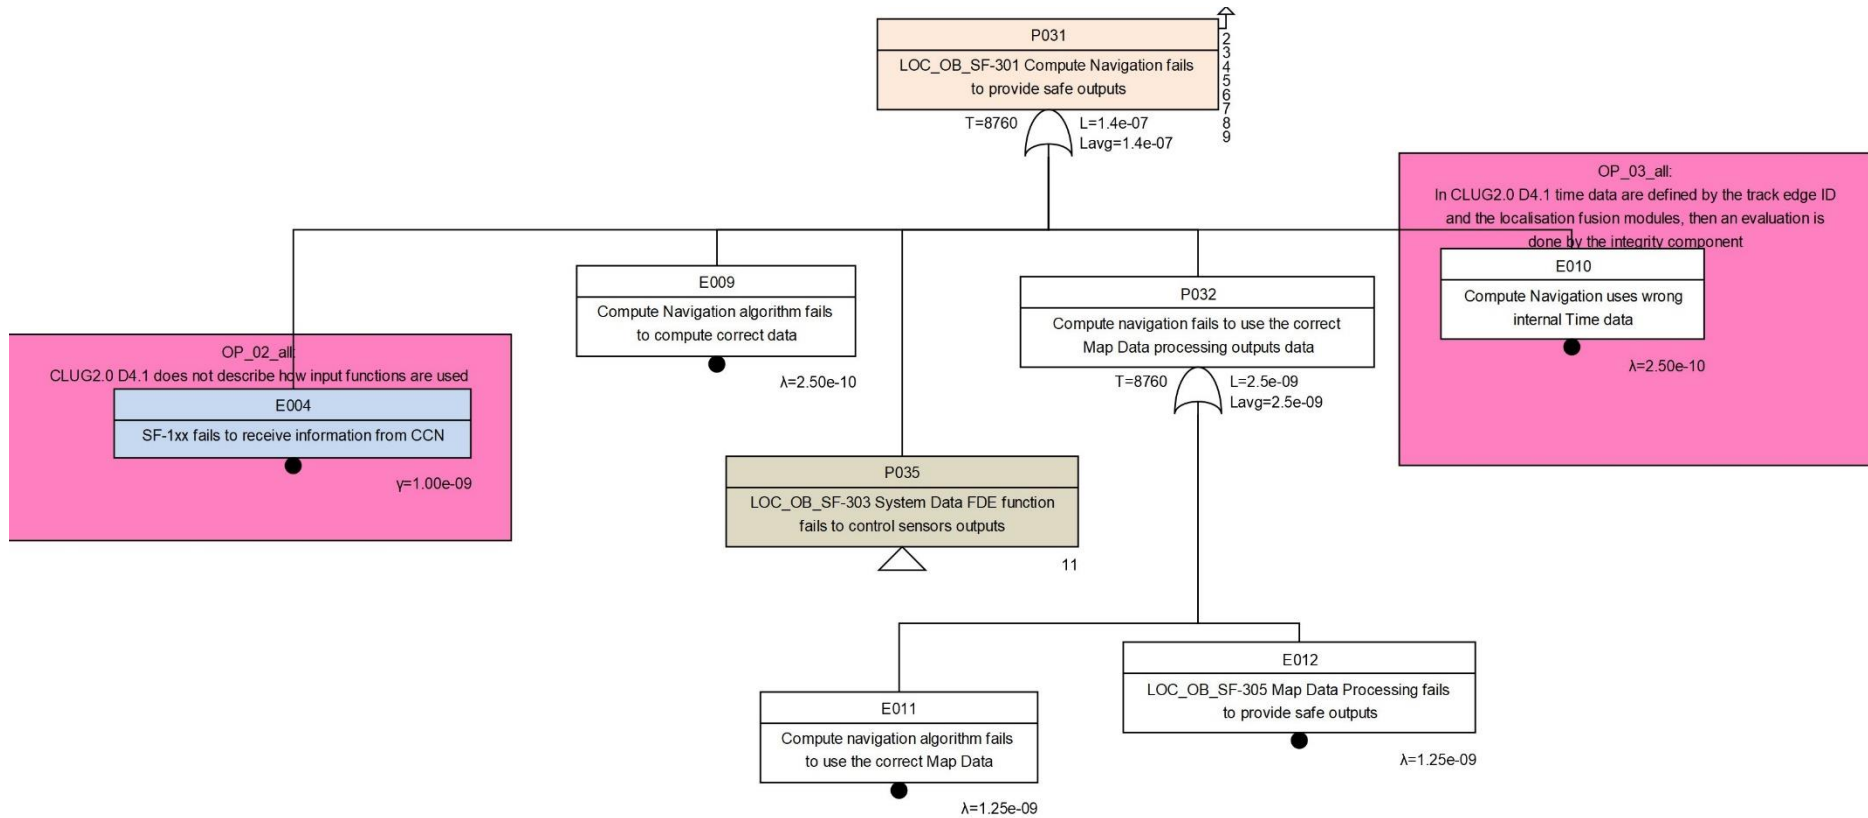 P031
LOC_OB_SF-301 Compute Navigation fails
to provide safe outputs
2
3
4
5
6
7
8
9
T=8760
L=1.4e-07
Lavg=1.4e-07
OP_03_all:
In CLUG2.0 D4.1 time data are defined by the track edge ID
and the localisation fusion modules, then an evaluation is
done by the integrity component
E010
Compute Navigation uses wrong
internal Time data
λ=2.50e-10
E009
Compute Navigation algorithm fails
to compute correct data
λ=2.50e-10
P032
Compute navigation fails to use the correct
Map Data processing outputs data
T=8760
L=2.5e-09
Lavg=2.5e-09
OP_02_all:
CLUG2.0 D4.1 does not describe how input functions are used
E004
SF-1xx fails to receive information from CCN
γ=1.00e-09
P035
LOC_OB_SF-303 System Data FDE function
fails to control sensors outputs
11
E012
LOC_OB_SF-305 Map Data Processing fails
to provide safe outputs
λ=1.25e-09
E011
Compute navigation algorithm fails
to use the correct Map Data
λ=1.25e-09